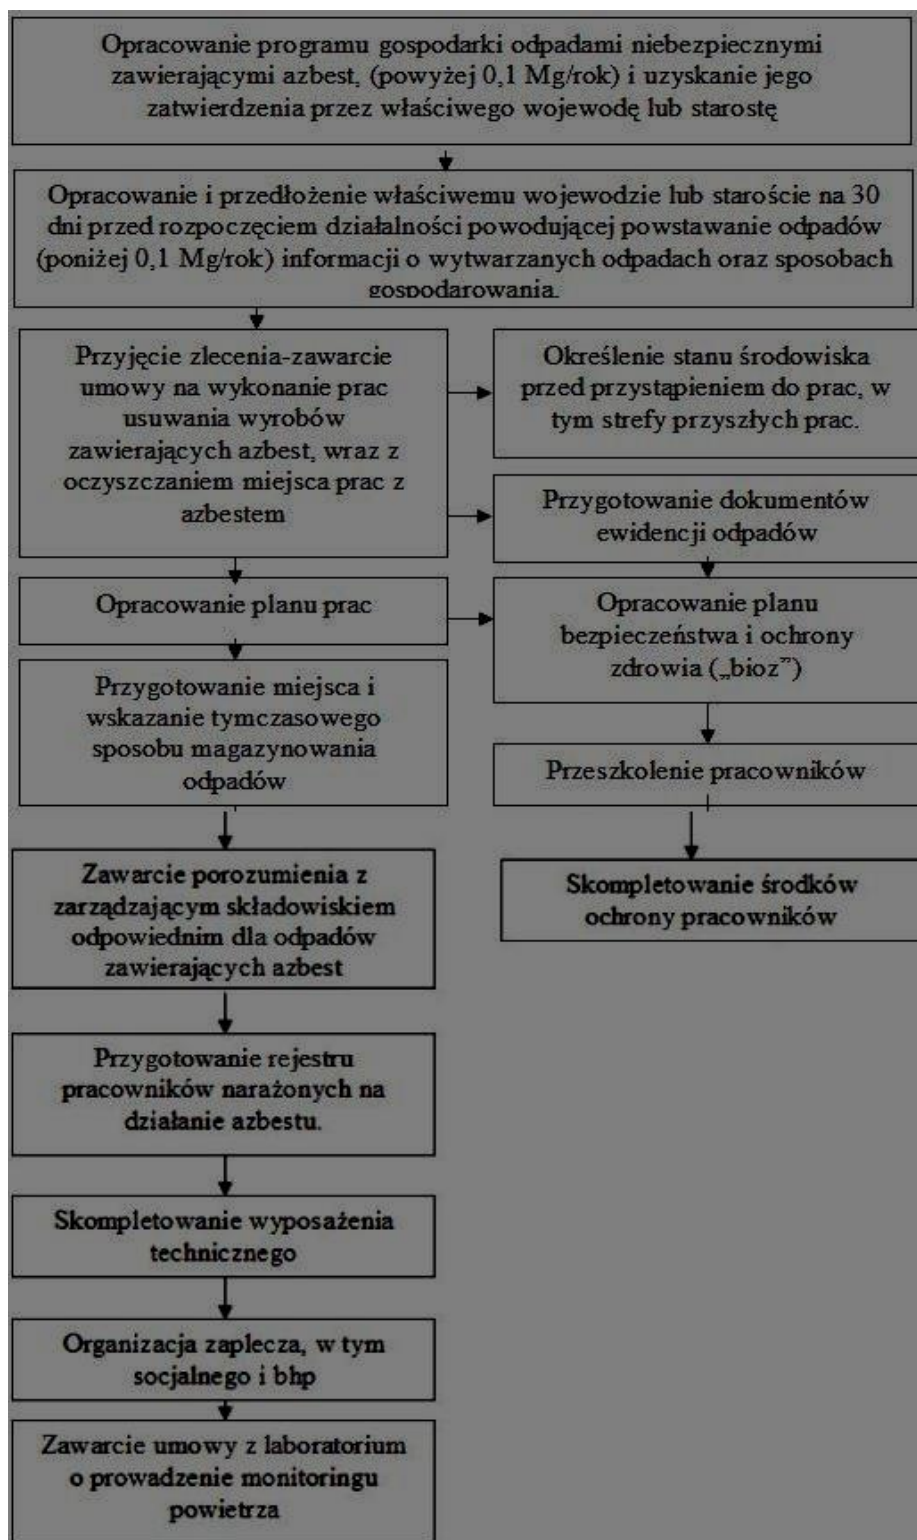 Opracowanie programu gospodarki odpadami niebezpiecznymi
zawierającymi azbest, (powyżej 0,1 Mg/rok) i uzyskanie jego
zatwierdzenia przez właściwego wojewodę lub starostę
Opracowanie i przedłożenie właściwemu wojewodzie lub staroście na 30
dni przed rozpoczęciem działalności powodującej powstawanie odpadów
(poniżej 0,1 Mg/rok) informacji o wytwarzanych odpadach oraz sposobach
gospodarowania.
Przyjęcie zlecenia-zawarcie
umowy na wykonanie prac
usuwania wyrobów
zawierających azbest, wraz z
oczyszczaniem miejsca prac z
azbestem
Określenie stanu środowiska
przed przystąpieniem do prac, w
tym strefy przyszłych prac.
Przygotowanie dokumentów
ewidencji odpadów
Opracowanie planu prac
Opracowanie planu
bezpieczeństwa i ochrony
zdrowia („bioz”)
Przygotowanie miejsca i
wskazanie tymczasowego
sposobu magazynowania
odpadów
Przeszkolenie pracowników
Zawarcie porozumienia z
zarządzającym składowiskiem
odpowiednim dla odpadów
zawierających azbest
Skompletowanie środków
ochrony pracowników
Przygotowanie rejestru
pracowników narażonych na
działanie azbestu.
Skompletowanie wyposażenia
technicznego
Organizacja zaplecza, w tym
socjalnego i bhp
Zawarcie umowy z laboratorium
o prowadzenie monitoringu
powietrza